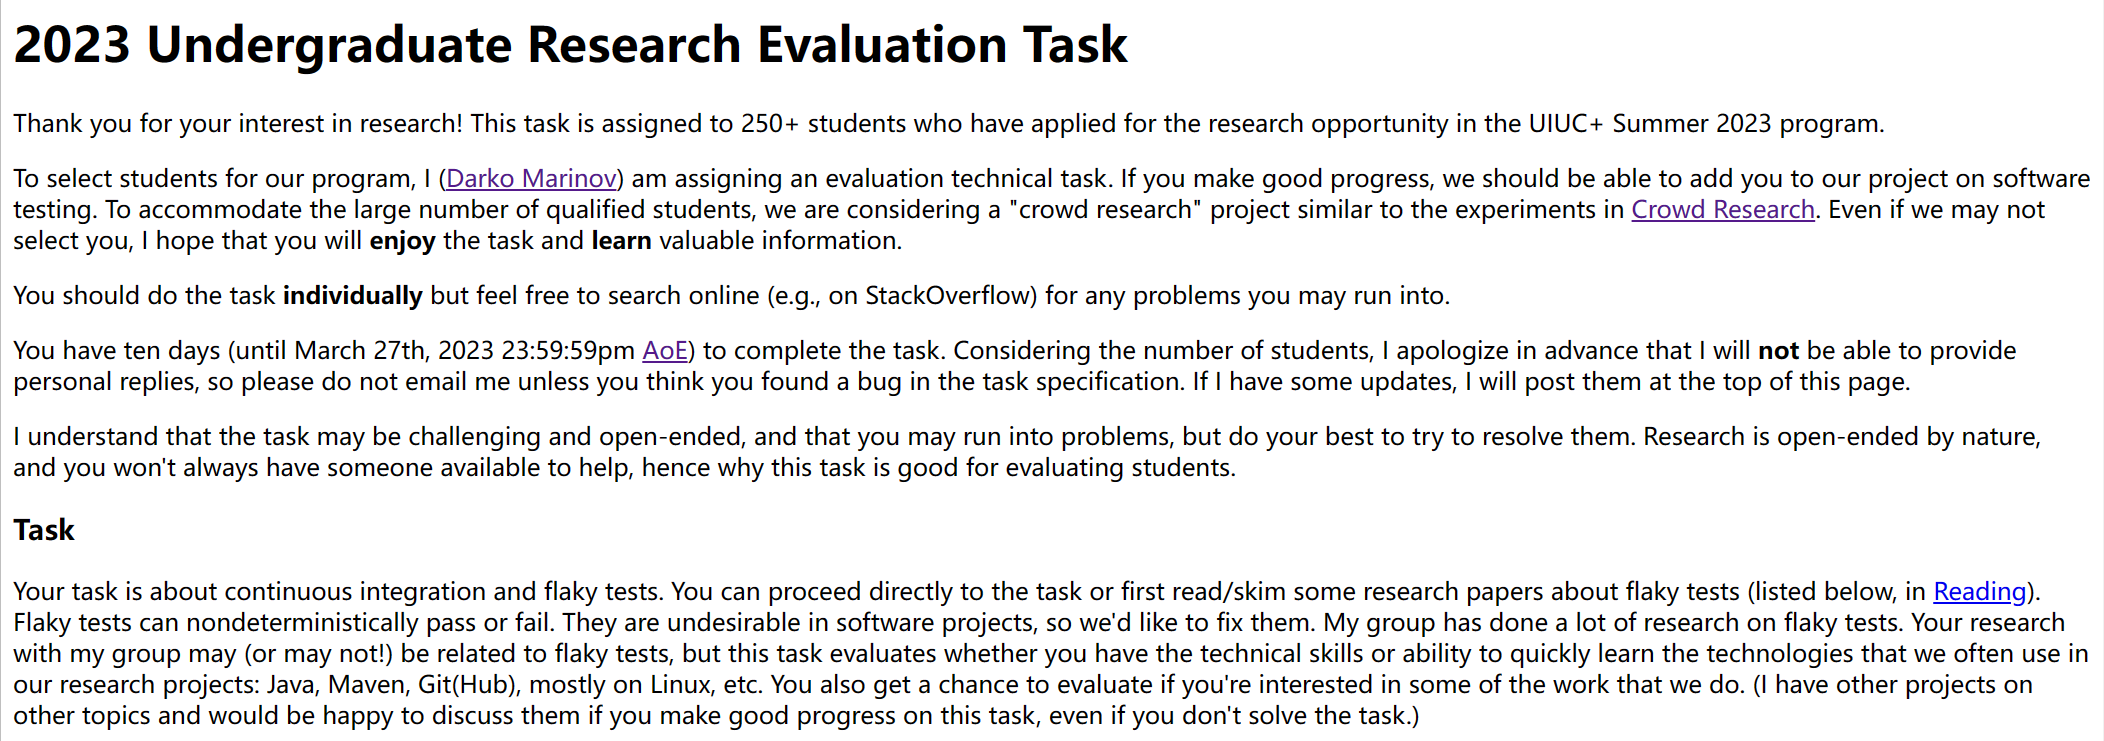 2023 Undergraduate Research Evaluation Task
Thank you for your interest in research! This task is assigned to 250+ students who have applied for the research opportunity in the UIUC+ Summer 2023 program.
To select students for our program, I (Darko Marinov) am assigning an evaluation technical task. If you make good progress, we should be able to add you to our project on software
testing. To accommodate the large number of qualified students, we are considering a "crowd research" project similar to the experiments in Crowd Research. Even if we may not
select you, I hope that you will enjoy the task and learn valuable information.
You should do the task individually but feel free to search online (e.g., on StackOverflow) for any problems you may run into.
You have ten days (until March 27th, 2023 23:59:59pm AoE) to complete the task. Considering the number of students, I apologize in advance that I will not be able to provide
personal replies, so please do not email me unless you think you found a bug in the task specification. If I have some updates, I will post them at the top of this page.
I understand that the task may be challenging and open-ended, and that you may run into problems, but do your best to try to resolve them. Research is open-ended by nature,
and you won't always have someone available to help, hence why this task is good for evaluating students.
Task
Your task is about continuous integration and flaky tests. You can proceed directly to the task or first read/skim some research papers about flaky tests (listed below, in Reading).
Flaky tests can nondeterministically pass or fail. They are undesirable in software projects, so we'd like to fix them. My group has done a lot of research on flaky tests. Your research
with my group may (or may not!) be related to flaky tests, but this task evaluates whether you have the technical skills or ability to quickly learn the technologies that we often use in
our research projects: Java, Maven, Git(Hub), mostly on Linux, etc. You also get a chance to evaluate if you're interested in some of the work that we do. (I have other projects on
other topics and would be happy to discuss them if you make good progress on this task, even if you don't solve the task.)